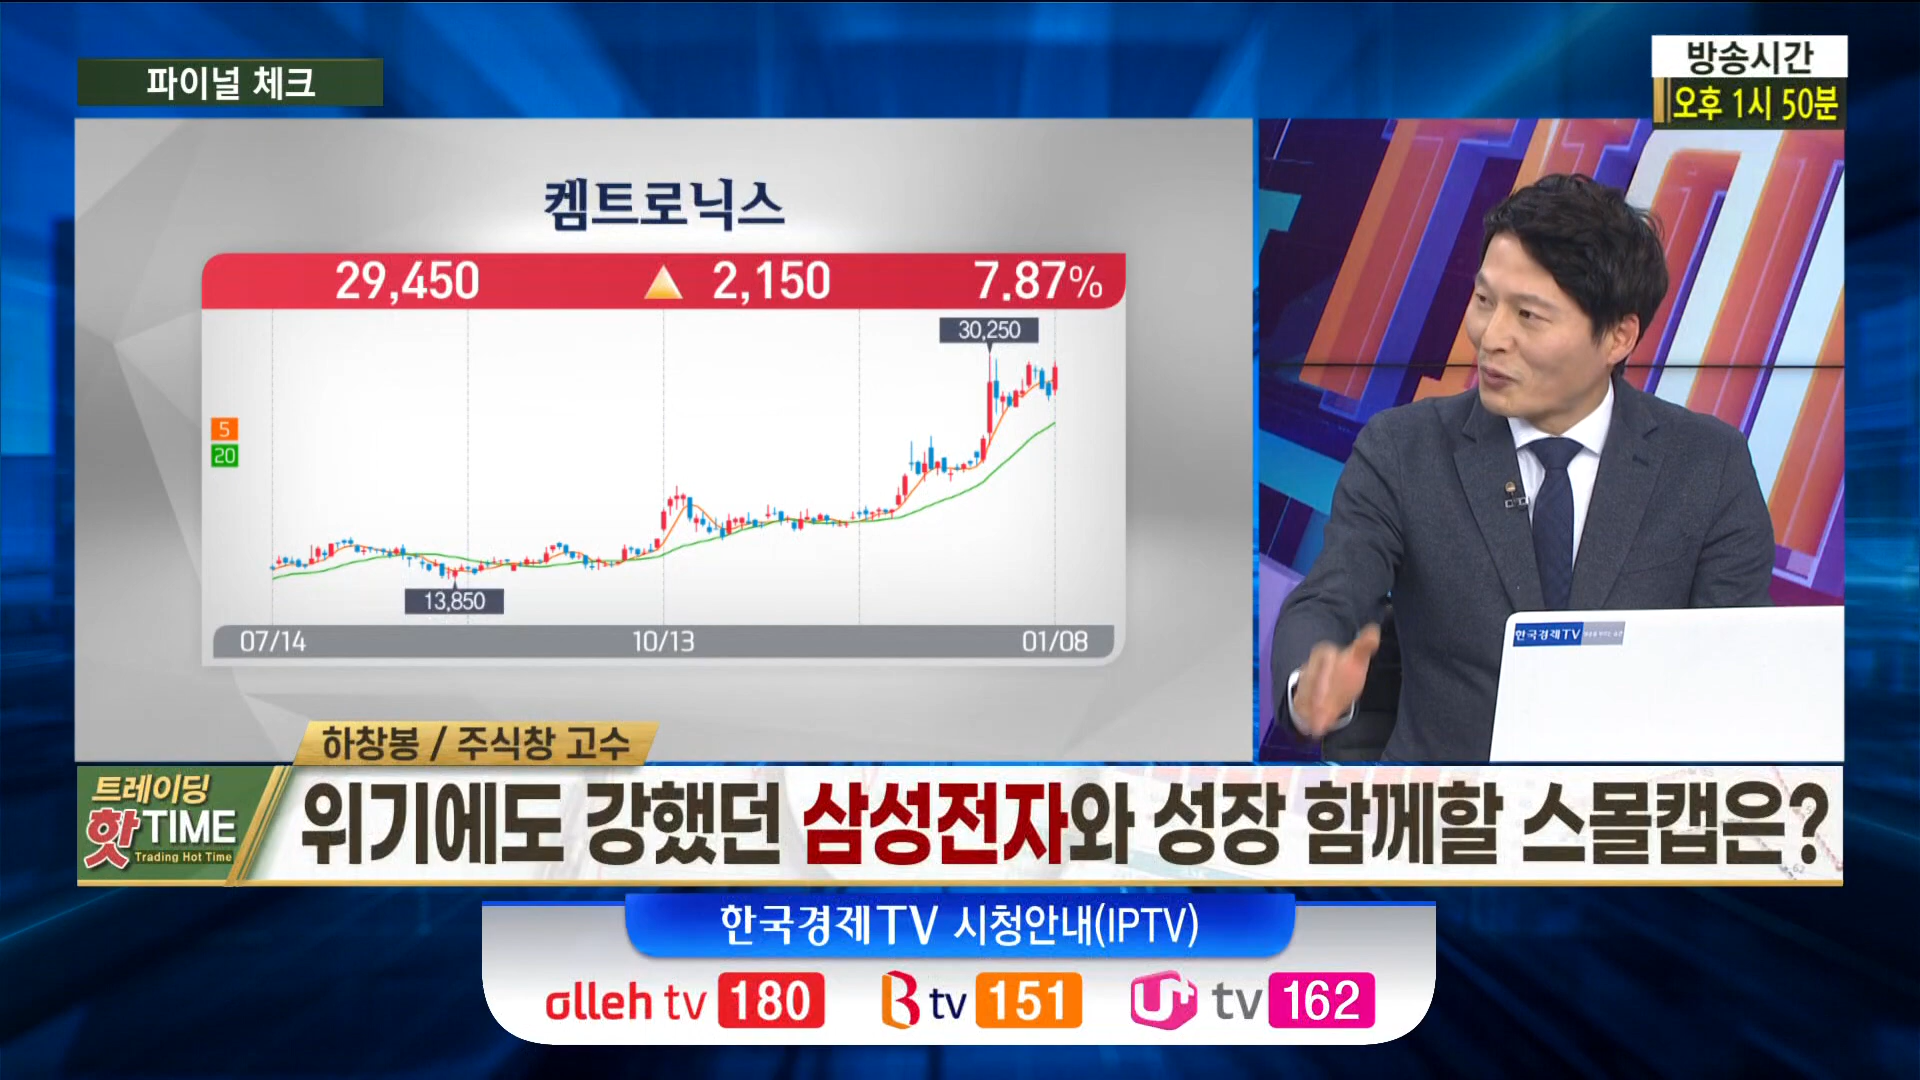 방송시간
오후 1시 50분
파이널 체크
켐트로닉스
29,450 ▲ 2,150 7.87%
30,250
5
20
13,850
07/14 10/13 01/08
한국경제TV
하창봉 / 주식창 고수
트레이딩
핫TIME
Trading Hot Time
위기에도 강했던 삼성전자와 성장 함께할 스몰캡은?
한국경제TV 시청안내(IPTV)
olleh tv 180 B tv 151 U+ tv 162